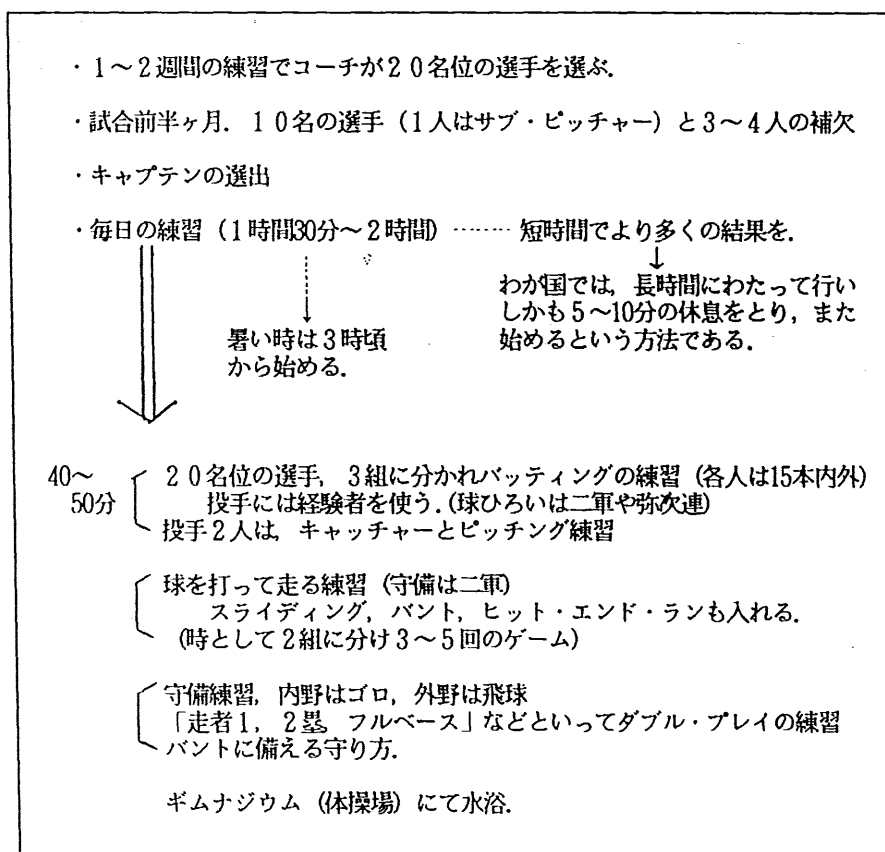 ・1～2週間の練習でコーチが20名位の選手を選ぶ.
・試合前半ヶ月. 10名の選手 (1人はサブ・ピッチャー) と3～4人の補欠
・キャプテンの選出
・毎日の練習 (1時間30分～2時間) ……… 短時間でより多くの結果を.
↓
わが国では, 長時間にわたって行い
しかも5～10分の休息をとり, また
始めるという方法である.
暑い時は3時頃
から始める.
40～
50分
20名位の選手, 3組に分かれバッティングの練習 (各人は15本内外)
投手には経験者を使う. (球ひろいは二軍や弥次連)
投手2人は, キャッチャーとピッチング練習
球を打って走る練習 (守備は二軍)
スライディング, バント, ヒット・エンド・ランも入れる.
(時として2組に分け3～5回のゲーム)
守備練習, 内野はゴロ, 外野は飛球
「走者1, 2塁, フルベース」などといってダブル・プレイの練習
バントに備える守り方.
ギムナジウム (体操場) にて水浴.